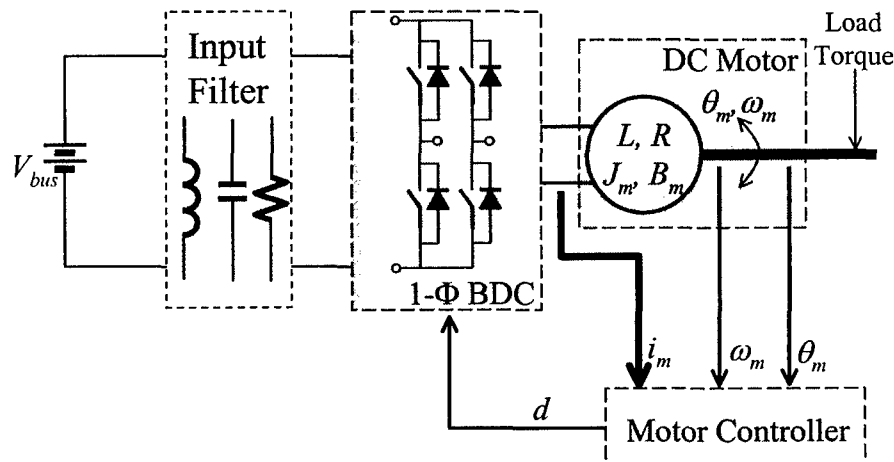 Input
Filter
V_bus
1-Φ BDC
DC Motor
θ_m, ω_m
L, R
J_m, B_m
Load
Torque
i_m
ω_m
θ_m
d
Motor Controller